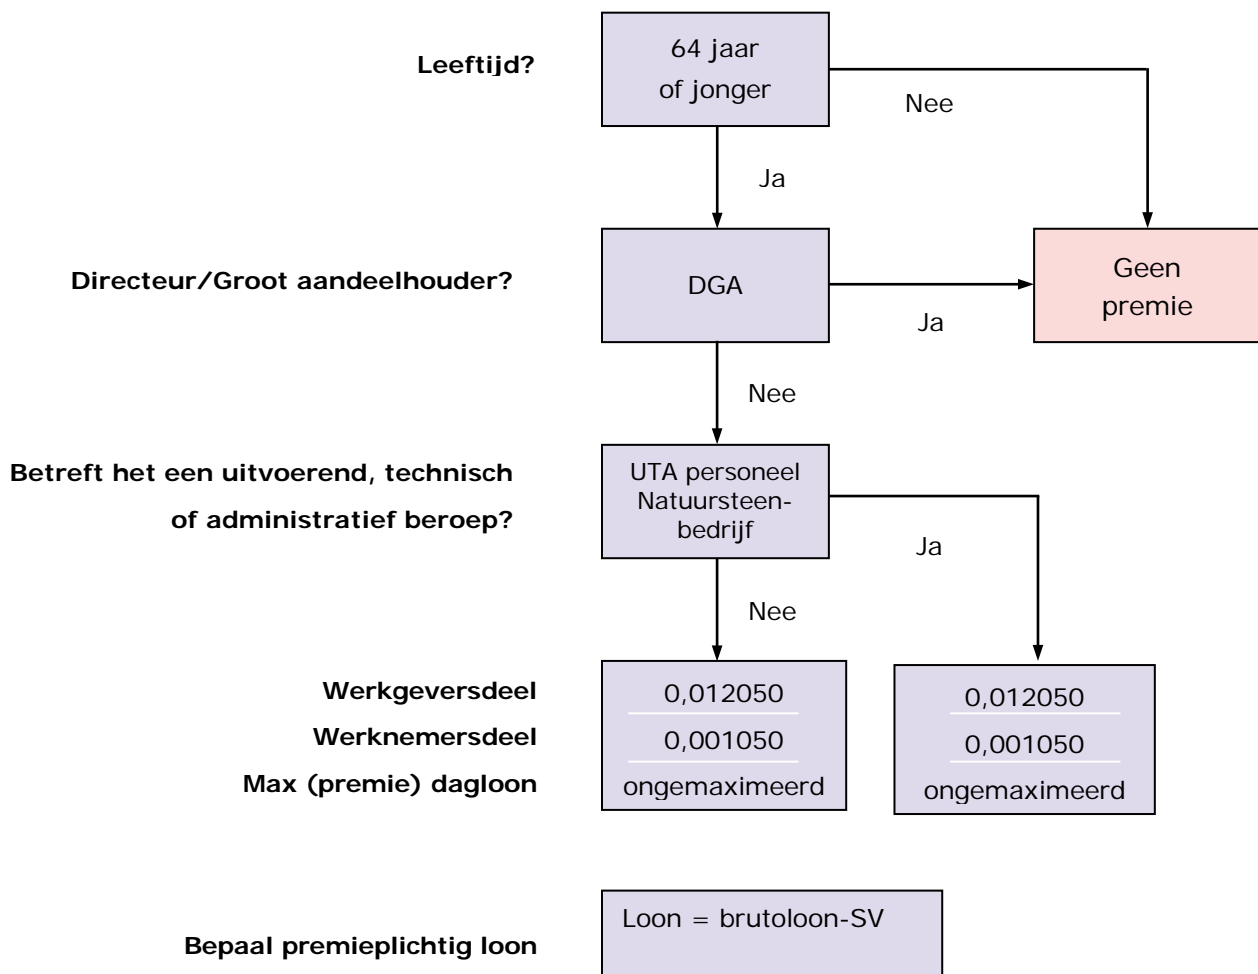 Leeftijd?
64 jaar
of jonger
Nee
Ja
Directeur/Groot aandeelhouder?
DGA
Ja
Geen
premie
Nee
Betreft het een uitvoerend, technisch
of administratief beroep?
UTA personeel
Natuursteen-
bedrijf
Ja
Nee
Werkgeversdeel
0,012050
0,012050
Werknemersdeel
0,001050
0,001050
Max (premie) dagloon
ongemaximeerd
ongemaximeerd
Loon = brutoloon-SV
Bepaal premieplichtig loon